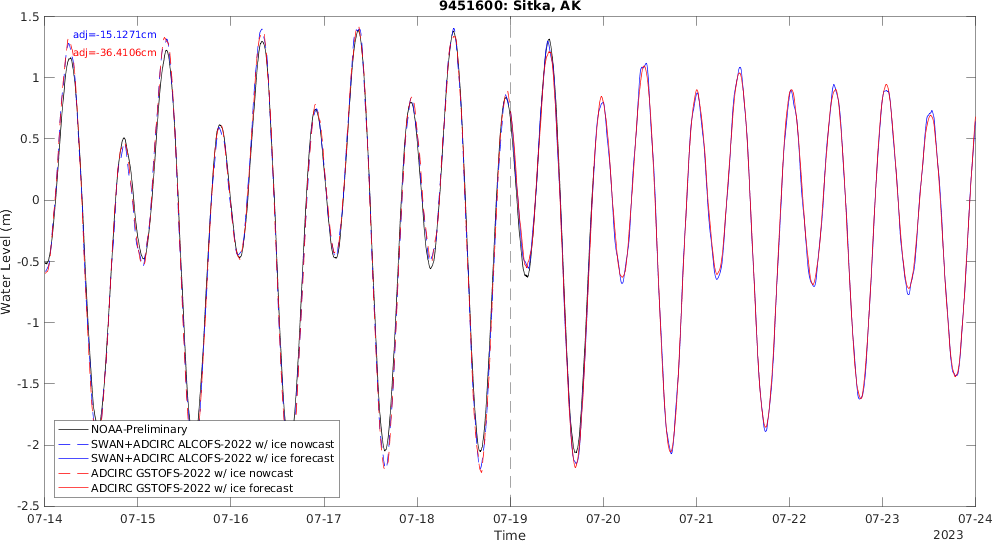 9451600: Sitka, AK
adj=-15.1271cm
adj=-36.4106cm
Water Level (m)
1.5
1
0.5
0
-0.5
-1
-1.5
-2
-2.5
NOAA-Preliminary
SWAN+ADCIRC ALCOFS-2022 w/ ice nowcast
SWAN+ADCIRC ALCOFS-2022 w/ ice forecast
ADCIRC GSTOFS-2022 w/ ice nowcast
ADCIRC GSTOFS-2022 w/ ice forecast
07-14 07-15 07-16 07-17 07-18 07-19 07-20 07-21 07-22 07-23 07-24
Time
2023